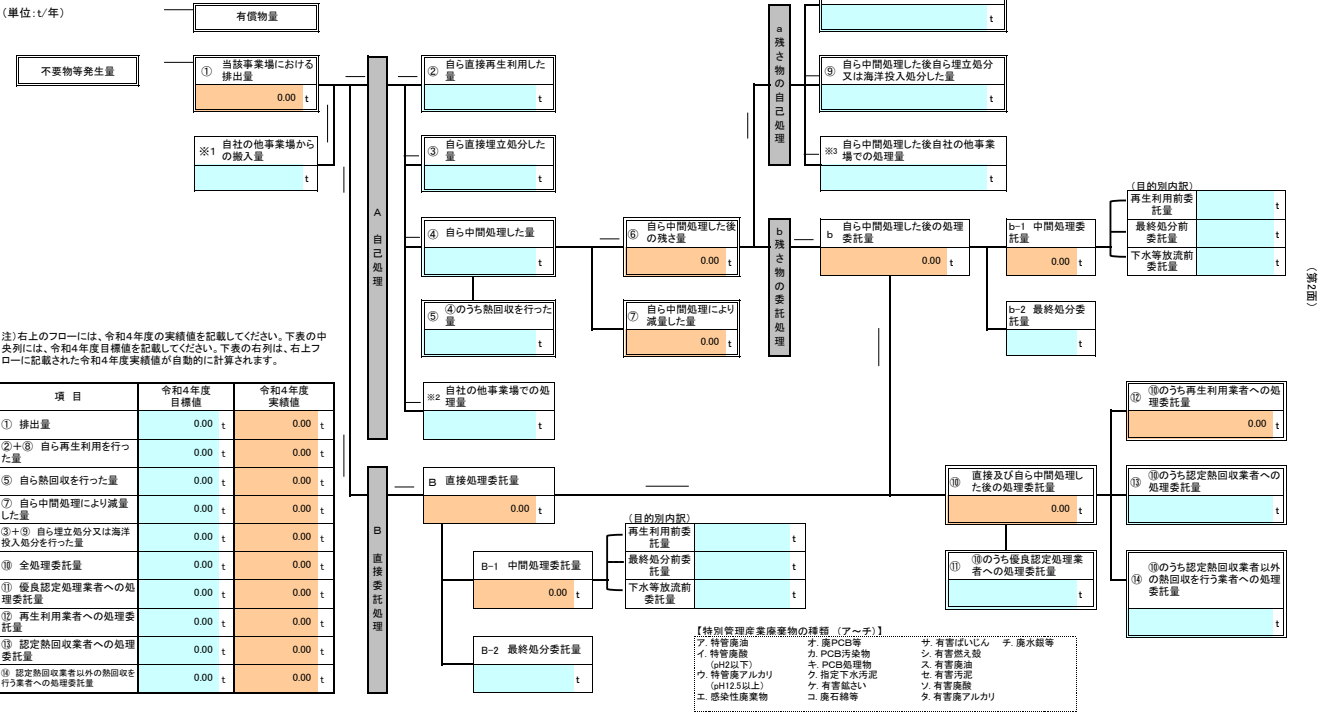 （単位:t/年）
有償物量
t
不要物等発生量
① 当該事業場における
排出量
0.00 t
※1 自社の他事業場から
の搬入量
t
A
自
己
処
理
② 自ら直接再生利用した
量
t
③ 自ら直接埋立処分した
量
t
④ 自ら中間処理した量
t
⑤ ④のうち熱回収を行った
量
t
※2 自社の他事業場での処
理量
t
⑥ 自ら中間処理した後
の残さ量
0.00 t
⑦ 自ら中間処理により
減量した量
0.00 t
a
残
さ
物
の
自
己
処
理
⑨ 自ら中間処理した後自ら埋立処分
又は海洋投入処分した量
t
※3 自ら中間処理した後自社の他事業
場での処理量
t
b
残
さ
物
の
委
託
処
理
b 自ら中間処理した後の処理
委託量
0.00 t
b-1 中間処理委
託量
0.00 t
b-2 最終処分委
託量
t
（目的別内訳）
再生利用前委
託量
t
最終処分前
委託量
t
下水等放流前
委託量
t
（第2面）
注）右上のフローには、令和４年度の実績値を記載してください。下表の中
央列には、令和４年度目標値を記載してください。下表の右列は、右上フ
ローに記載された令和４年度実績値が自動的に計算されます。
項 目 令和４年度 目標値 令和４年度 実績値
① 排出量 0.00 t 0.00 t
②＋⑧ 自ら再生利用を行っ
た量 0.00 t 0.00 t
⑤ 自ら熱回収を行った量 0.00 t 0.00 t
⑦ 自ら中間処理により減量
した量 0.00 t 0.00 t
③＋⑨ 自ら埋立処分又は海洋
投入処分を行った量 0.00 t 0.00 t
⑩ 全処理委託量 0.00 t 0.00 t
⑪ 優良認定処理業者への処
理委託量 0.00 t 0.00 t
⑫ 再生利用業者への処理委
託量 0.00 t 0.00 t
⑬ 認定熱回収業者への処理
委託量 0.00 t 0.00 t
⑭ 認定熱回収業者以外の熱回収を
行う業者への処理委託量 0.00 t 0.00 t
B
直
接
委
託
処
理
B 直接処理委託量
0.00 t
B-1 中間処理委託量
0.00 t
B-2 最終処分委託量
t
（目的別内訳）
再生利用前委
託量
t
最終処分前委
託量
t
下水等放流前
委託量
t
⑩ 直接及び自ら中間処理し
た後の処理委託量
0.00 t
⑪ ⑩のうち優良認定処理業
者への処理委託量
t
⑫ ⑩のうち再生利用業者への処
理委託量
0.00 t
⑬ ⑩のうち認定熱回収業者への
処理委託量
t
⑭ ⑩のうち認定熱回収業者以外
の熱回収を行う業者への処理
委託量
t
【特別管理産業廃棄物の種類 （ア～チ）】
ア. 特管廃油 オ. 廃PCB等 サ. 有害ばいじん チ. 廃水銀等
イ. 特管廃酸 カ. PCB汚染物 シ. 有害燃え殻
（pH2以下） キ. PCB処理物 ス. 有害廃油
ウ. 特管廃アルカリ ク. 指定下水汚泥 セ. 有害汚泥
（pH12.5以上） ケ. 有害鉱さい ソ. 有害廃酸
エ. 感染性廃棄物 コ. 廃石綿等 タ. 有害廃アルカリ